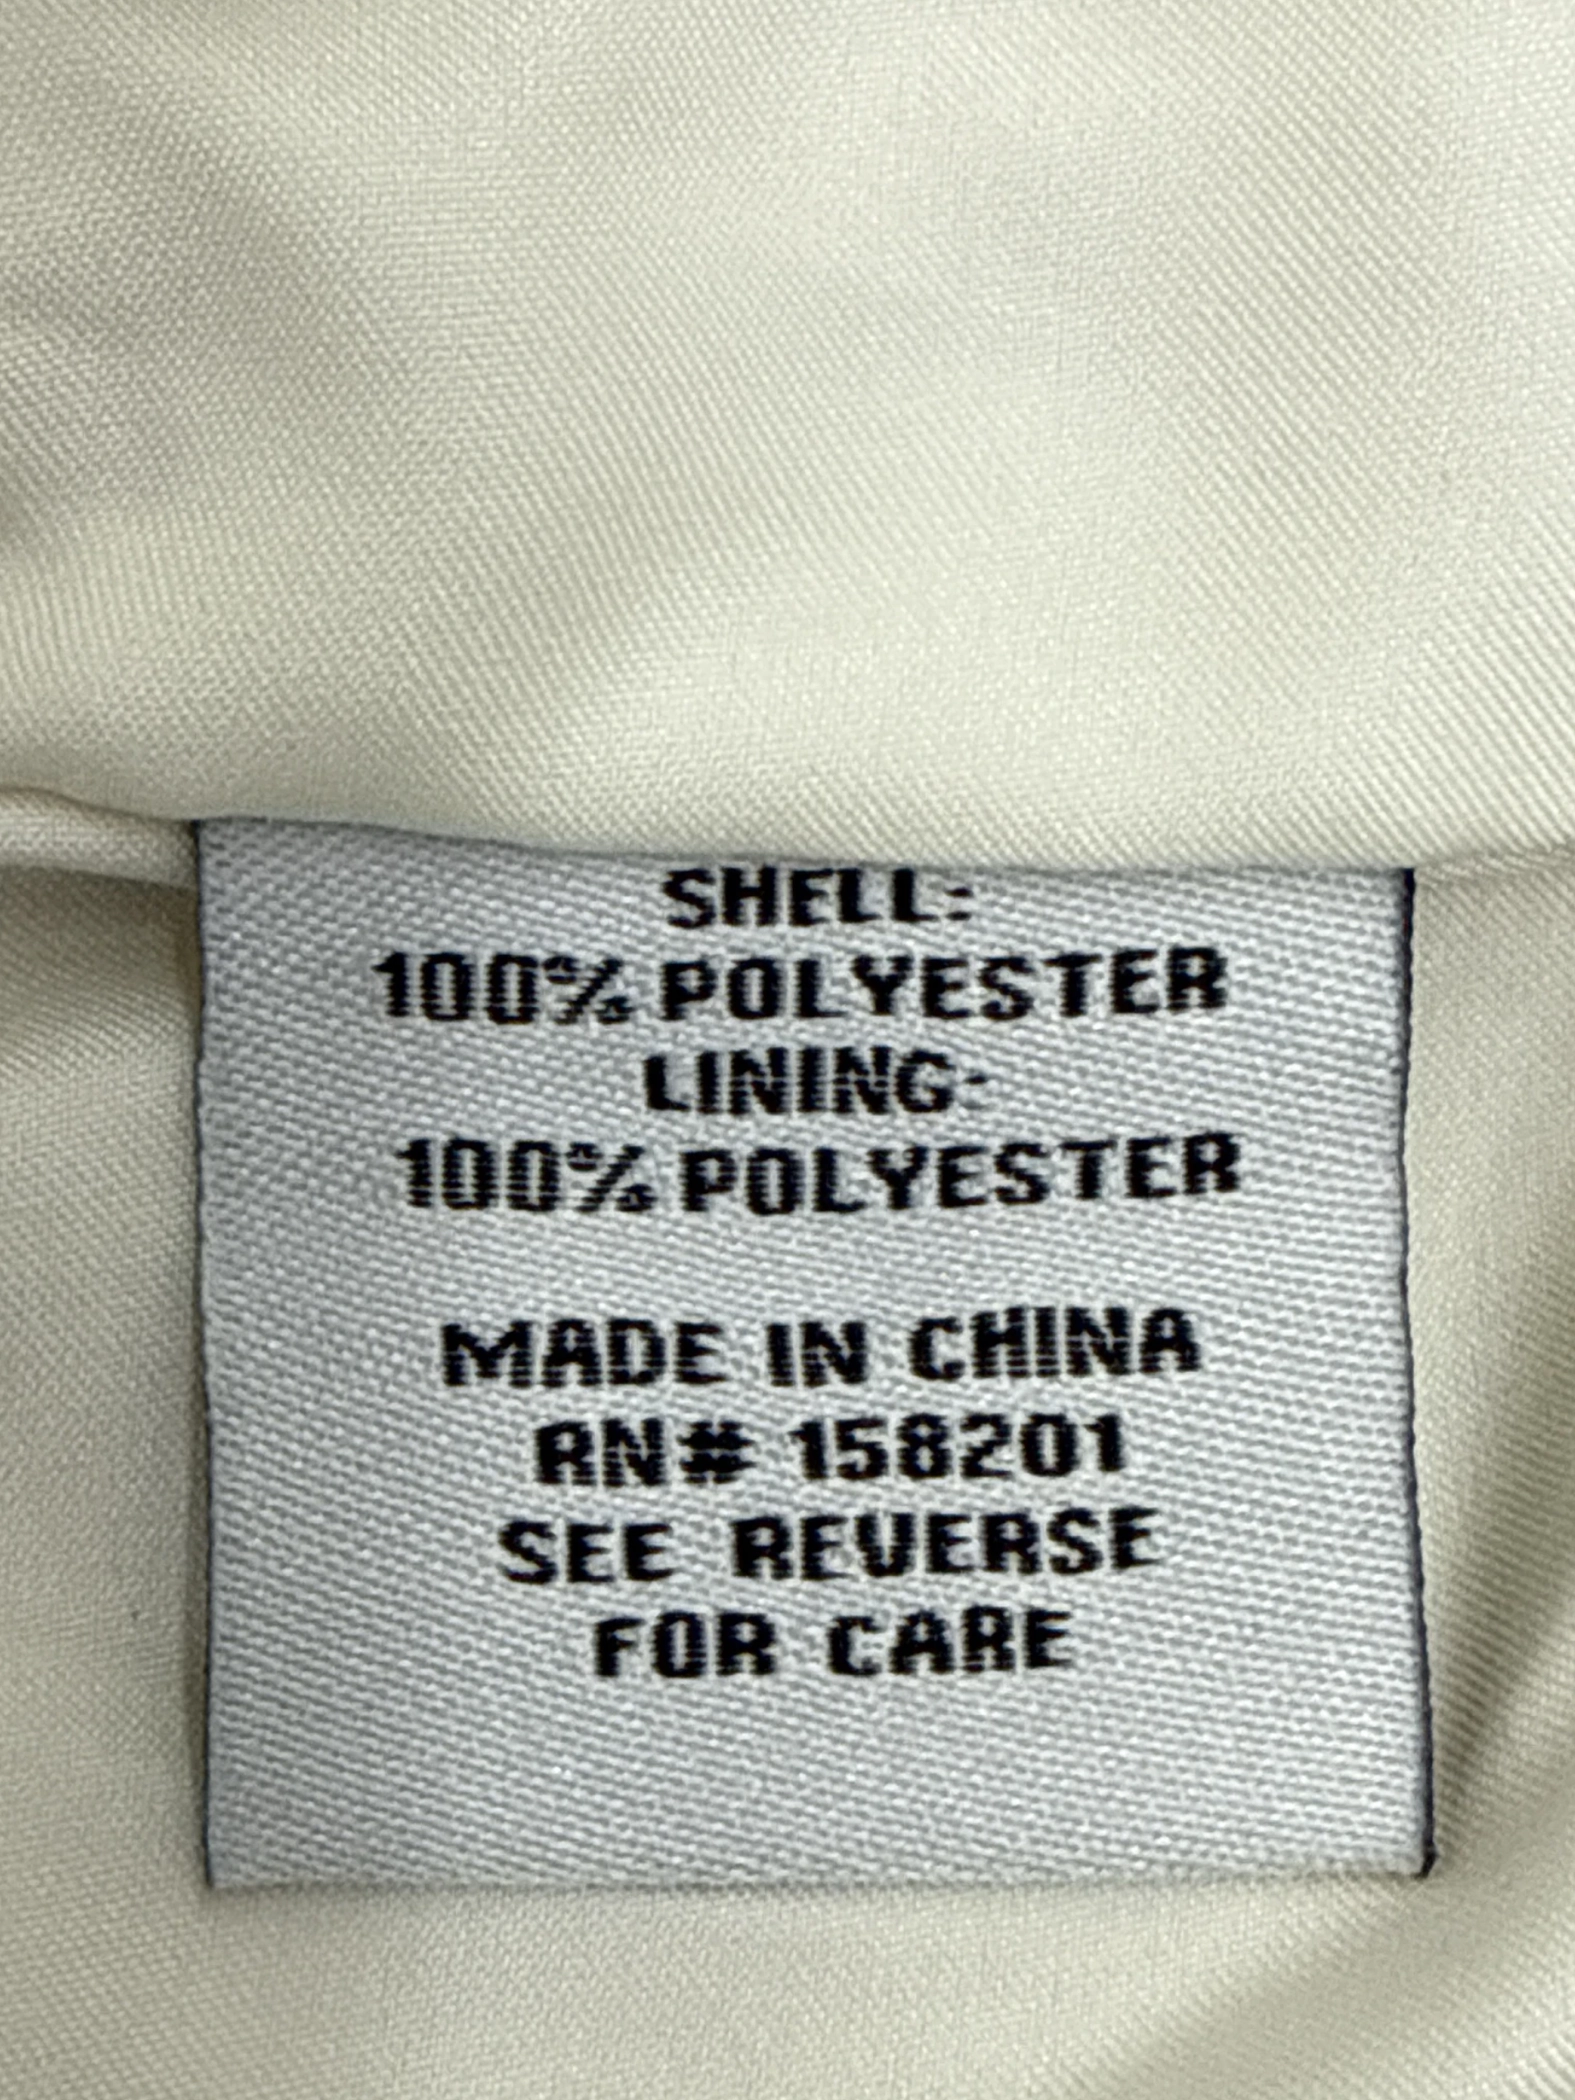 SHELL:
100% POLYESTER
LINING:
100% POLYESTER
MADE IN CHINA
RN# 158201
SEE REVERSE
FOR CARE